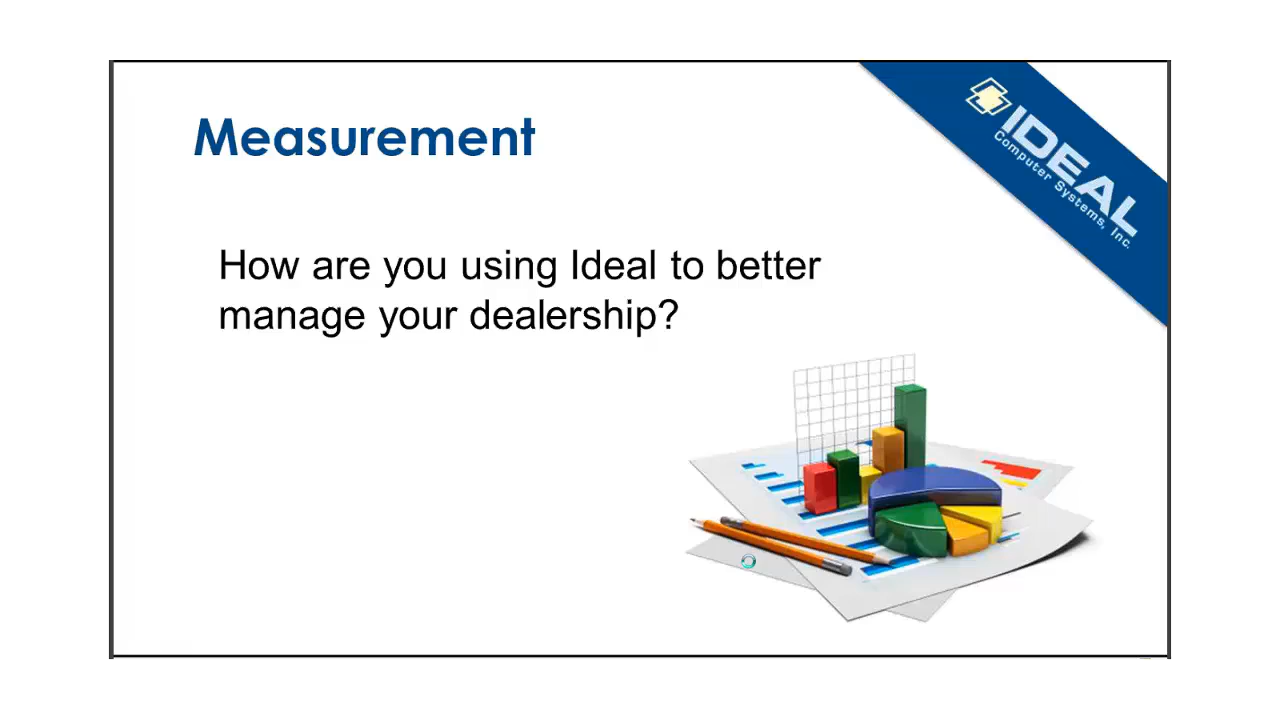 Measurement
IDEAL
Computer Systems, Inc.
How are you using Ideal to better
manage your dealership?